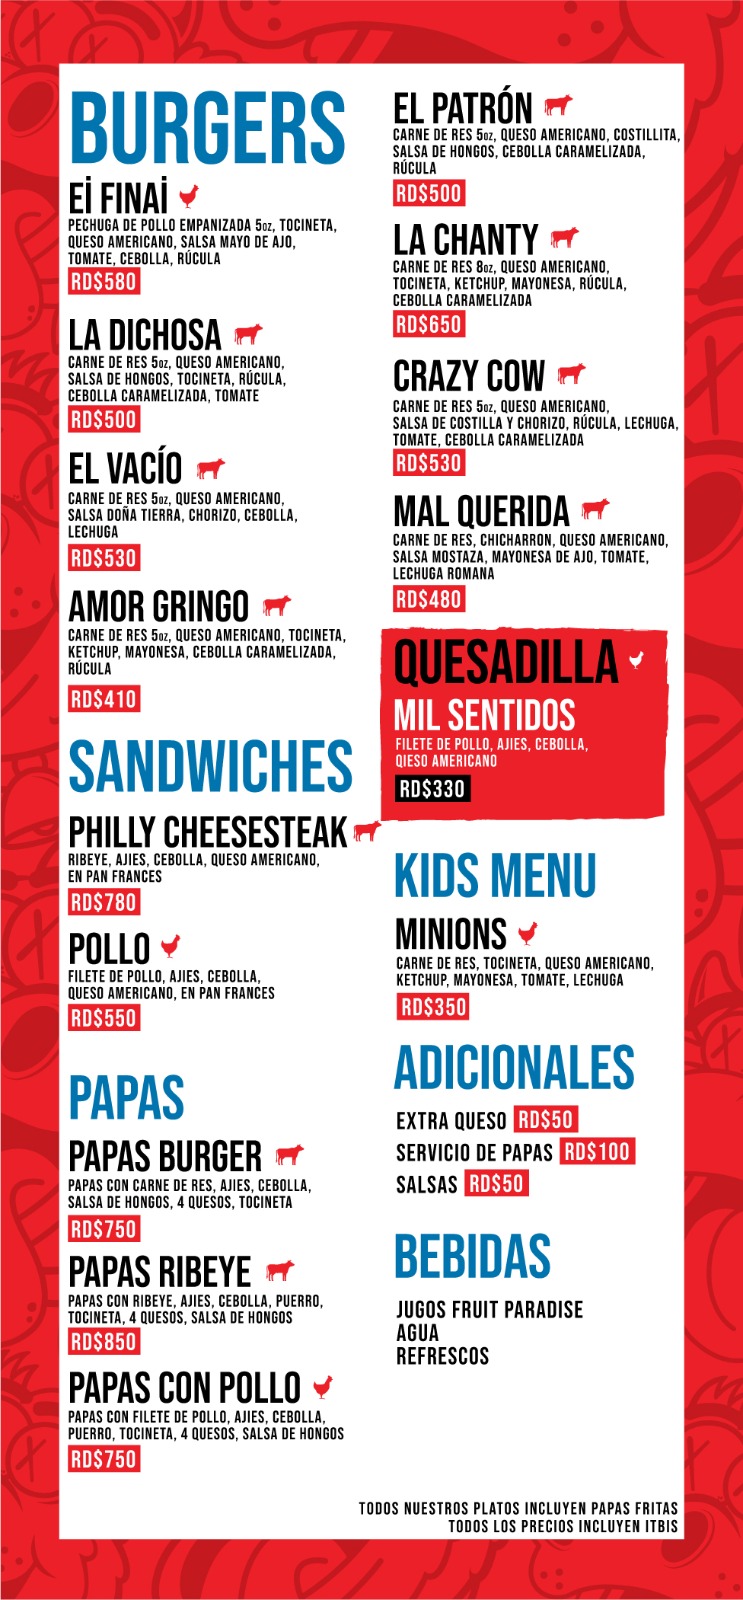 BURGERS
Eİ FINAİ
PECHUGA DE POLLO EMPANIZADA 5oz, TOCINETA,
QUESO AMERICANO, SALSA MAYO DE AJO,
TOMATE, CEBOLLA, RÚCULA
RD$580
LA DICHOSA
CARNE DE RES 5oz, QUESO AMERICANO,
SALSA DE HONGOS, TOCINETA, RÚCULA,
CEBOLLA CARAMELIZADA, TOMATE
RD$500
EL VACÍO
CARNE DE RES 5oz, QUESO AMERICANO,
SALSA DOÑA TIERRA, CHORIZO, CEBOLLA,
LECHUGA
RD$530
AMOR GRINGO
CARNE DE RES 5oz, QUESO AMERICANO, TOCINETA,
KETCHUP, MAYONESA, CEBOLLA CARAMELIZADA,
RÚCULA
RD$410
SANDWICHES
PHILLY CHEESESTEAK
RIBEYE, AJIES, CEBOLLA, QUESO AMERICANO,
EN PAN FRANCES
RD$780
POLLO
FILETE DE POLLO, AJIES, CEBOLLA,
QUESO AMERICANO, EN PAN FRANCES
RD$550
PAPAS
PAPAS BURGER
PAPAS CON CARNE DE RES, AJIES, CEBOLLA,
SALSA DE HONGOS, 4 QUESOS, TOCINETA
RD$750
PAPAS RIBEYE
PAPAS CON RIBEYE, AJIES, CEBOLLA, PUERRO,
TOCINETA, 4 QUESOS, SALSA DE HONGOS
RD$850
PAPAS CON POLLO
PAPAS CON FILETE DE POLLO, AJIES, CEBOLLA,
PUERRO, TOCINETA, 4 QUESOS, SALSA DE HONGOS
RD$750
EL PATRÓN
CARNE DE RES 5oz, QUESO AMERICANO, COSTILLITA,
SALSA DE HONGOS, CEBOLLA CARAMELIZADA,
RÚCULA
RD$500
LA CHANTY
CARNE DE RES 8oz, QUESO AMERICANO,
TOCINETA, KETCHUP, MAYONESA, RÚCULA,
CEBOLLA CARAMELIZADA
RD$650
CRAZY COW
CARNE DE RES 5oz, QUESO AMERICANO,
SALSA DE COSTILLA Y CHORIZO, RÚCULA, LECHUGA,
TOMATE, CEBOLLA CARAMELIZADA
RD$530
MAL QUERIDA
CARNE DE RES, CHICHARRON, QUESO AMERICANO,
SALSA MOSTAZA, MAYONESA DE AJO, TOMATE,
LECHUGA ROMANA
RD$480
QUESADILLA
MIL SENTIDOS
FILETE DE POLLO, AJIES, CEBOLLA,
QIESO AMERICANO
RD$330
KIDS MENU
MINIONS
CARNE DE RES, TOCINETA, QUESO AMERICANO,
KETCHUP, MAYONESA, TOMATE, LECHUGA
RD$350
ADICIONALES
EXTRA QUESO RD$50
SERVICIO DE PAPAS RD$100
SALSAS RD$50
BEBIDAS
JUGOS FRUIT PARADISE
AGUA
REFRESCOS
TODOS NUESTROS PLATOS INCLUYEN PAPAS FRITAS
TODOS LOS PRECIOS INCLUYEN ITBIS